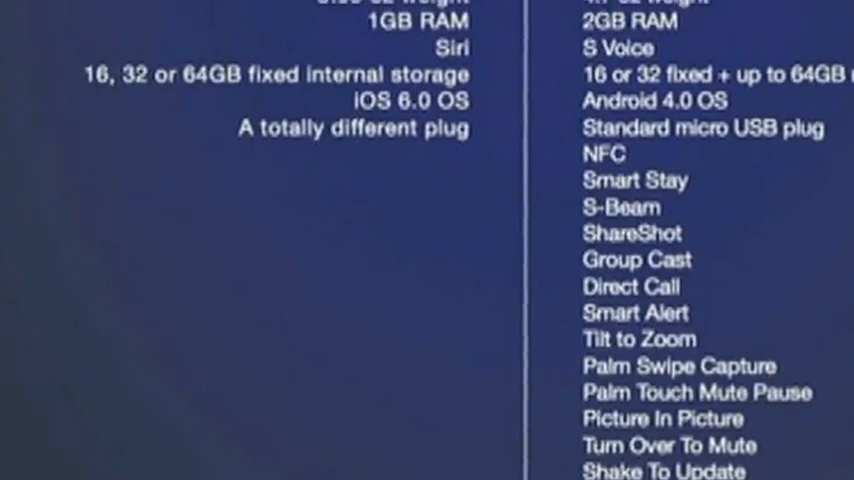 1GB RAM
Siri
16, 32 or 64GB fixed internal storage
iOS 6.0 OS
A totally different plug
2GB RAM
S Voice
16 or 32 fixed + up to 64GB
Android 4.0 OS
Standard micro USB plug
NFC
Smart Stay
S-Beam
ShareShot
Group Cast
Direct Call
Smart Alert
Tilt to Zoom
Palm Swipe Capture
Palm Touch Mute Pause
Picture In Picture
Turn Over To Mute
Shake To Update